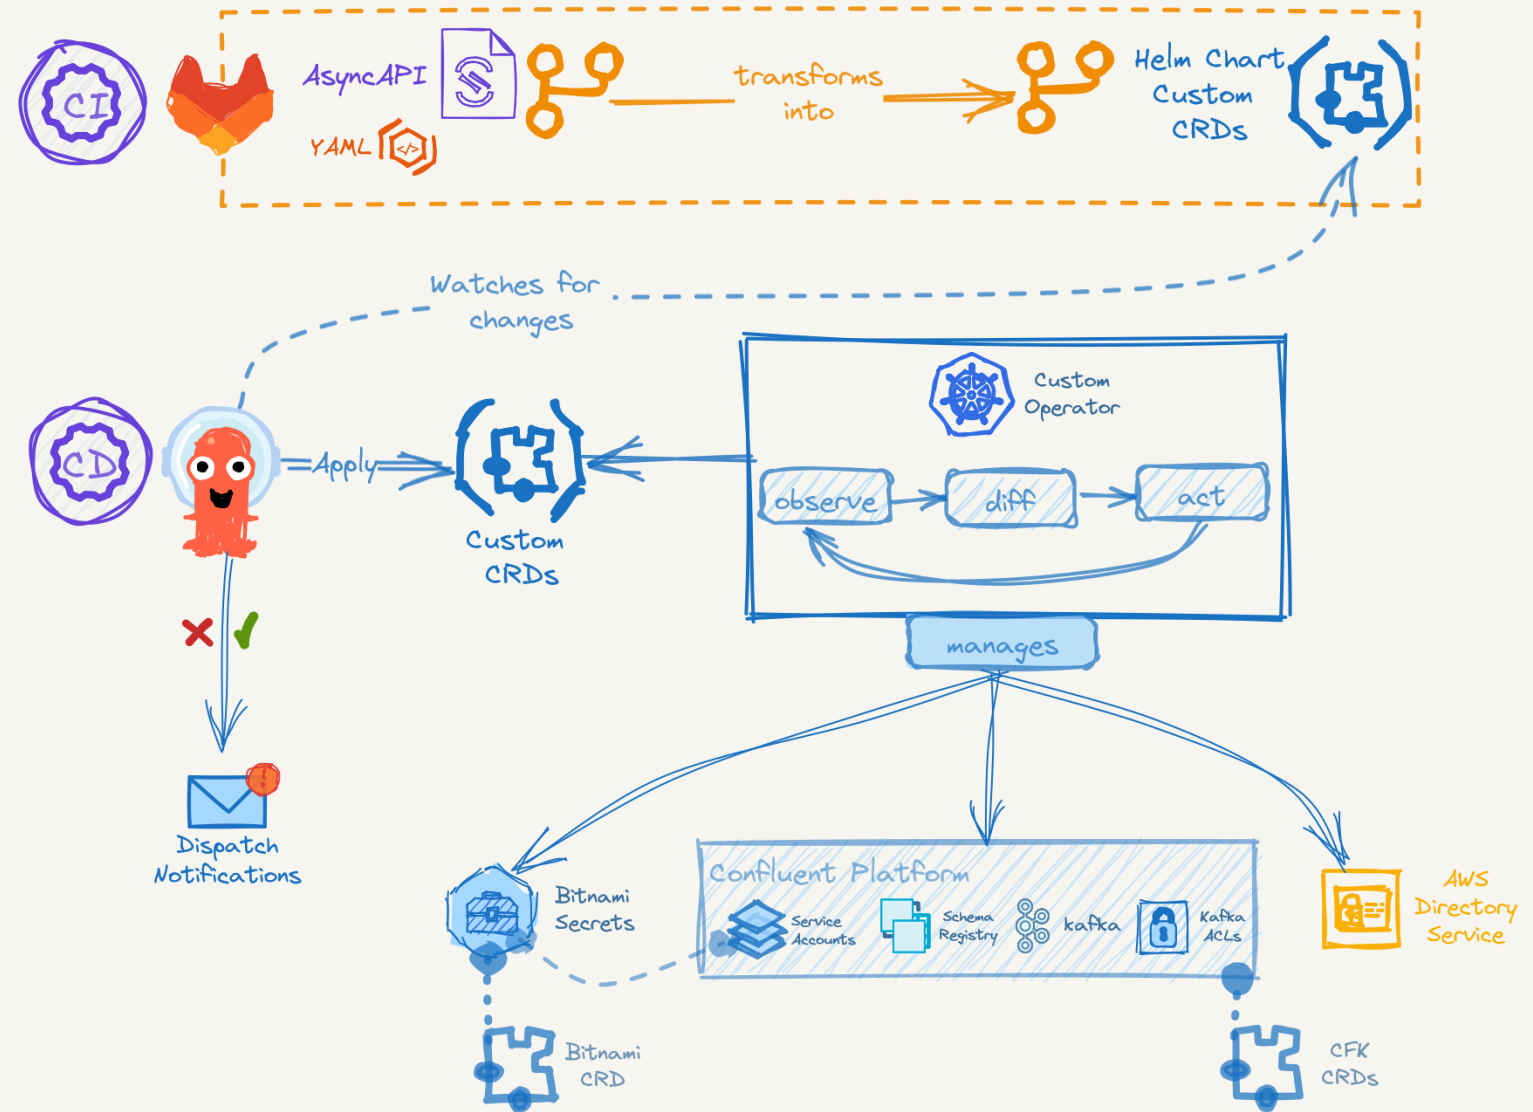 CI
AsyncAPI
YAML
</>
transforms
into
Helm Chart
Custom
CRDs
Watches for
changes
CD
Apply
Custom
CRDs
Custom
Operator
observe
diff
act
manages
Dispatch
Notifications
Bitnami
Secrets
Confluent Platform
Service
Accounts
Schema
Registry
kafka
Kafka
ACLs
AWS
Directory
Service
Bitnami
CRD
CFK
CRDs